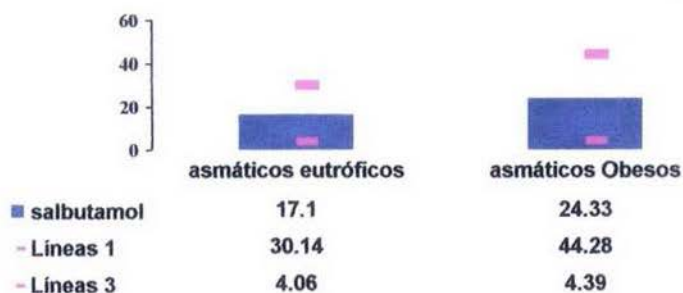 60
40
20
0
asmáticos eutróficos asmáticos Obesos
salbutamol 17.1 24.33
Líneas 1 30.14 44.28
Líneas 3 4.06 4.39